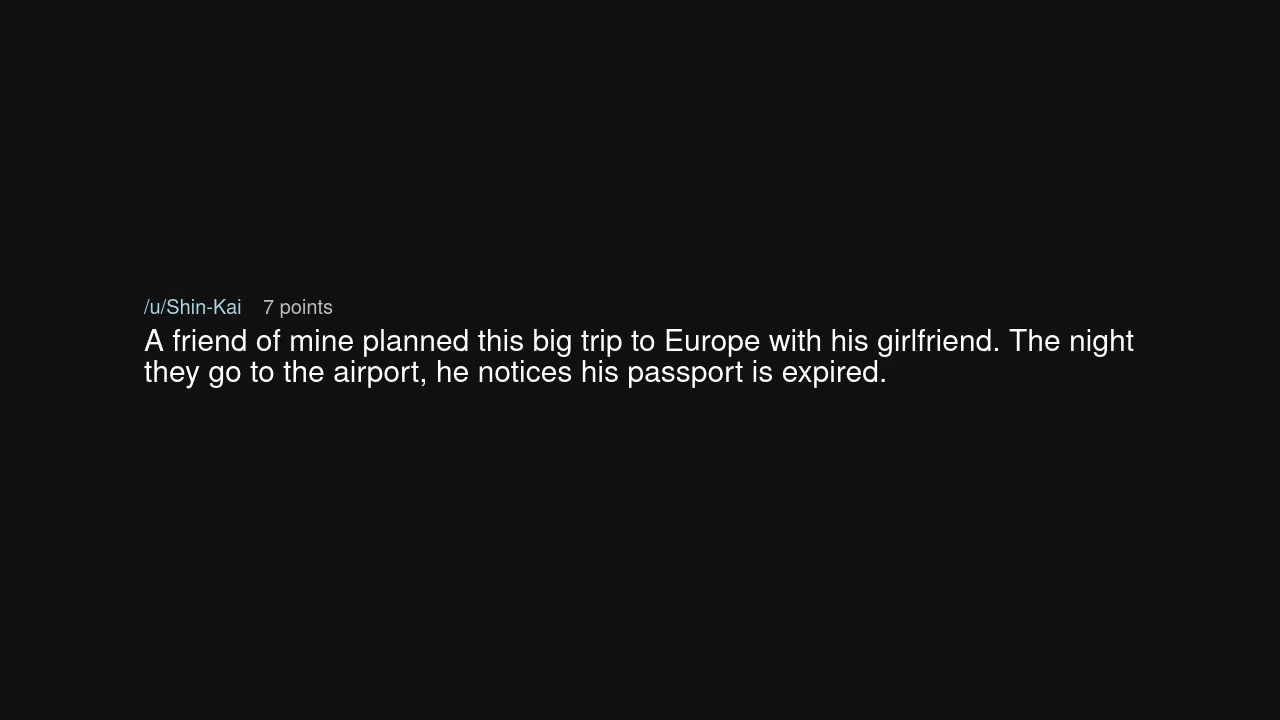 /u/Shin-Kai 7 points
A friend of mine planned this big trip to Europe with his girlfriend. The night
they go to the airport, he notices his passport is expired.